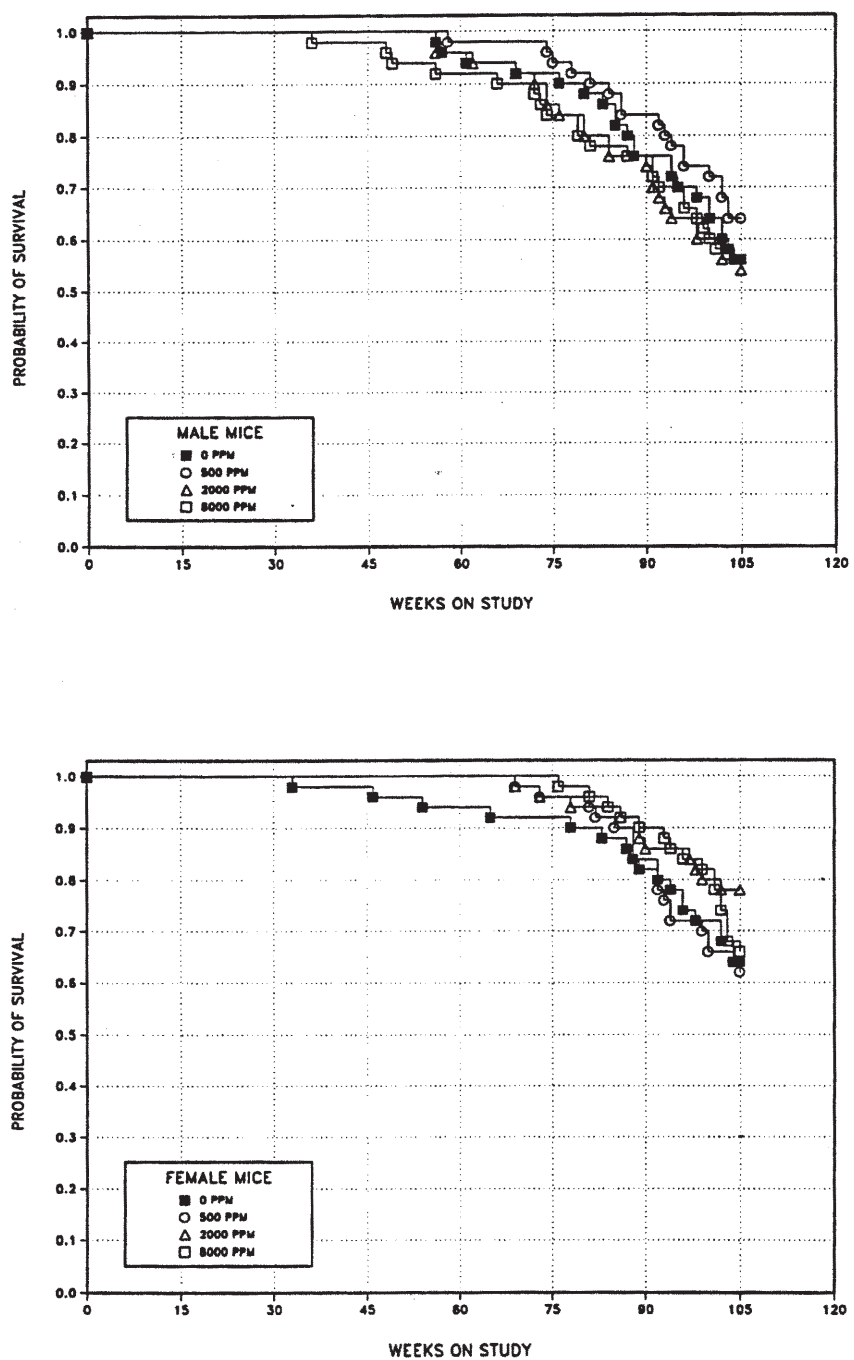 1.0
0.9
0.8
0.7
0.6
0.5
0.4
0.3
0.2
0.1
0.0
PROBABILITY OF SURVIVAL
MALE MICE
0 PPM
500 PPM
2000 PPM
8000 PPM
0 15 30 45 60 75 90 105 120
WEEKS ON STUDY
1.0
0.9
0.8
0.7
0.6
0.5
0.4
0.3
0.2
0.1
0.0
PROBABILITY OF SURVIVAL
FEMALE MICE
0 PPM
500 PPM
2000 PPM
8000 PPM
0 15 30 45 60 75 90 105 120
WEEKS ON STUDY